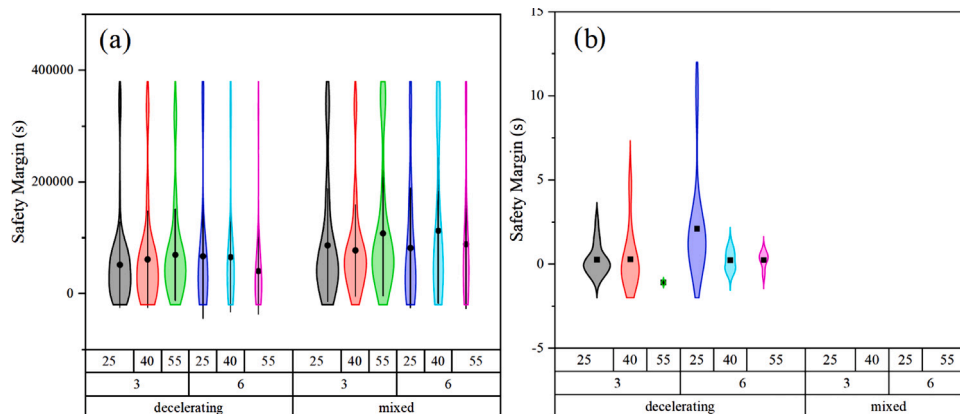 (a)
Safety Margin (s)
400000
200000
0
25 40 55 25 40 55 25 40 55 25 40 55
3 6 3 6
decelerating mixed
(b)
Safety Margin (s)
15
10
5
0
-5
25 40 55 25 40 55 25 40 25 55
3 6 3 6
decelerating mixed